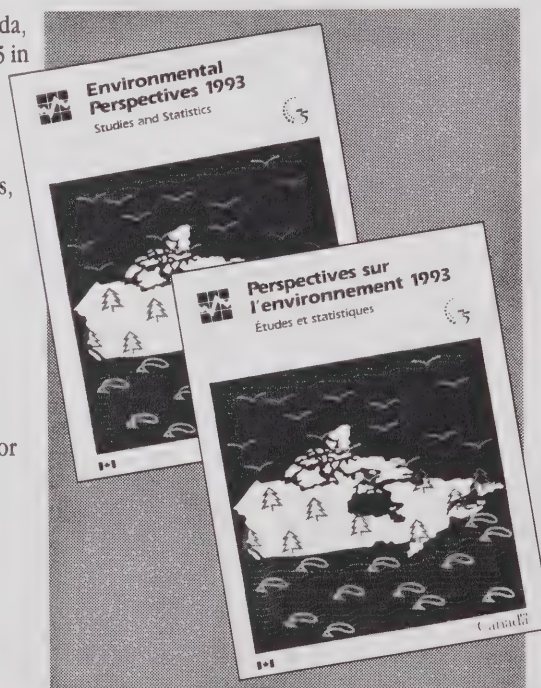 da,
5 in
s,
or
Environmental
Perspectives 1993
Studies and Statistics
Perspectives sur
l'environnement 1993
Études et statistiques
Canada